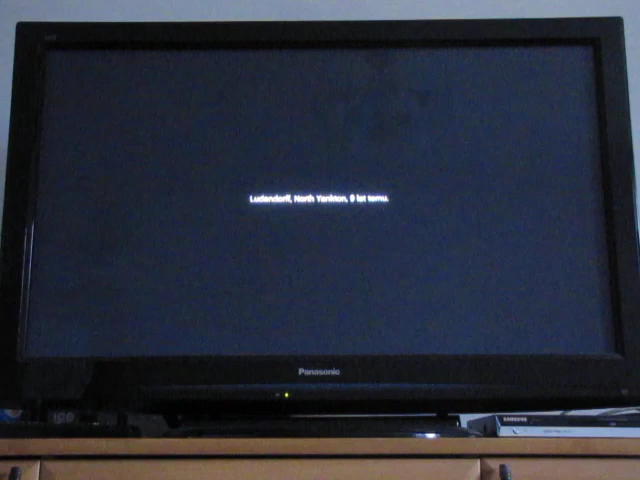 Ludendorff, North Yankton, 9 lat temu.
Panasonic
SAMSUNG